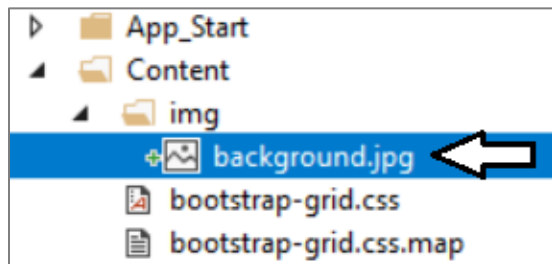 App_Start
Content
img
background.jpg
bootstrap-grid.css
bootstrap-grid.css.map